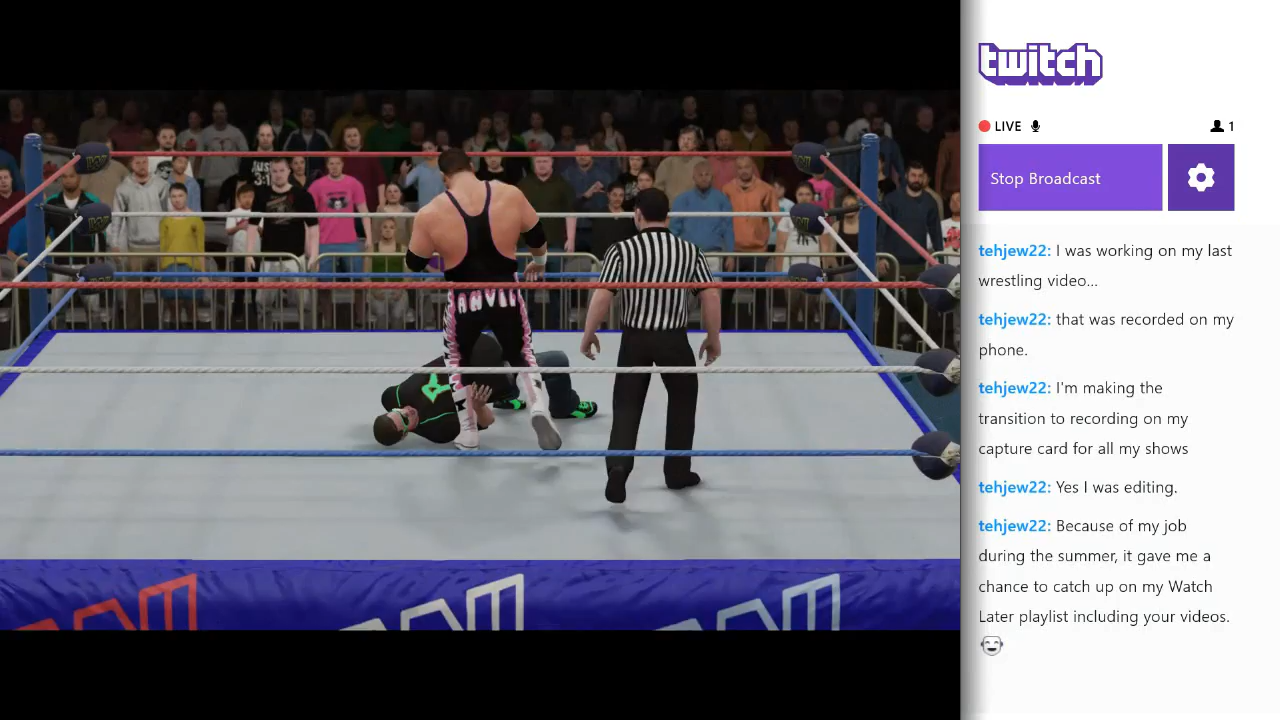 twitch
LIVE
1
Stop Broadcast
tehjew22: I was working on my last
wrestling video...
tehjew22: that was recorded on my
phone.
tehjew22: I'm making the
transition to recording on my
capture card for all my shows
tehjew22: Yes I was editing.
tehjew22: Because of my job
during the summer, it gave me a
chance to catch up on my Watch
Later playlist including your videos.
ANVIL